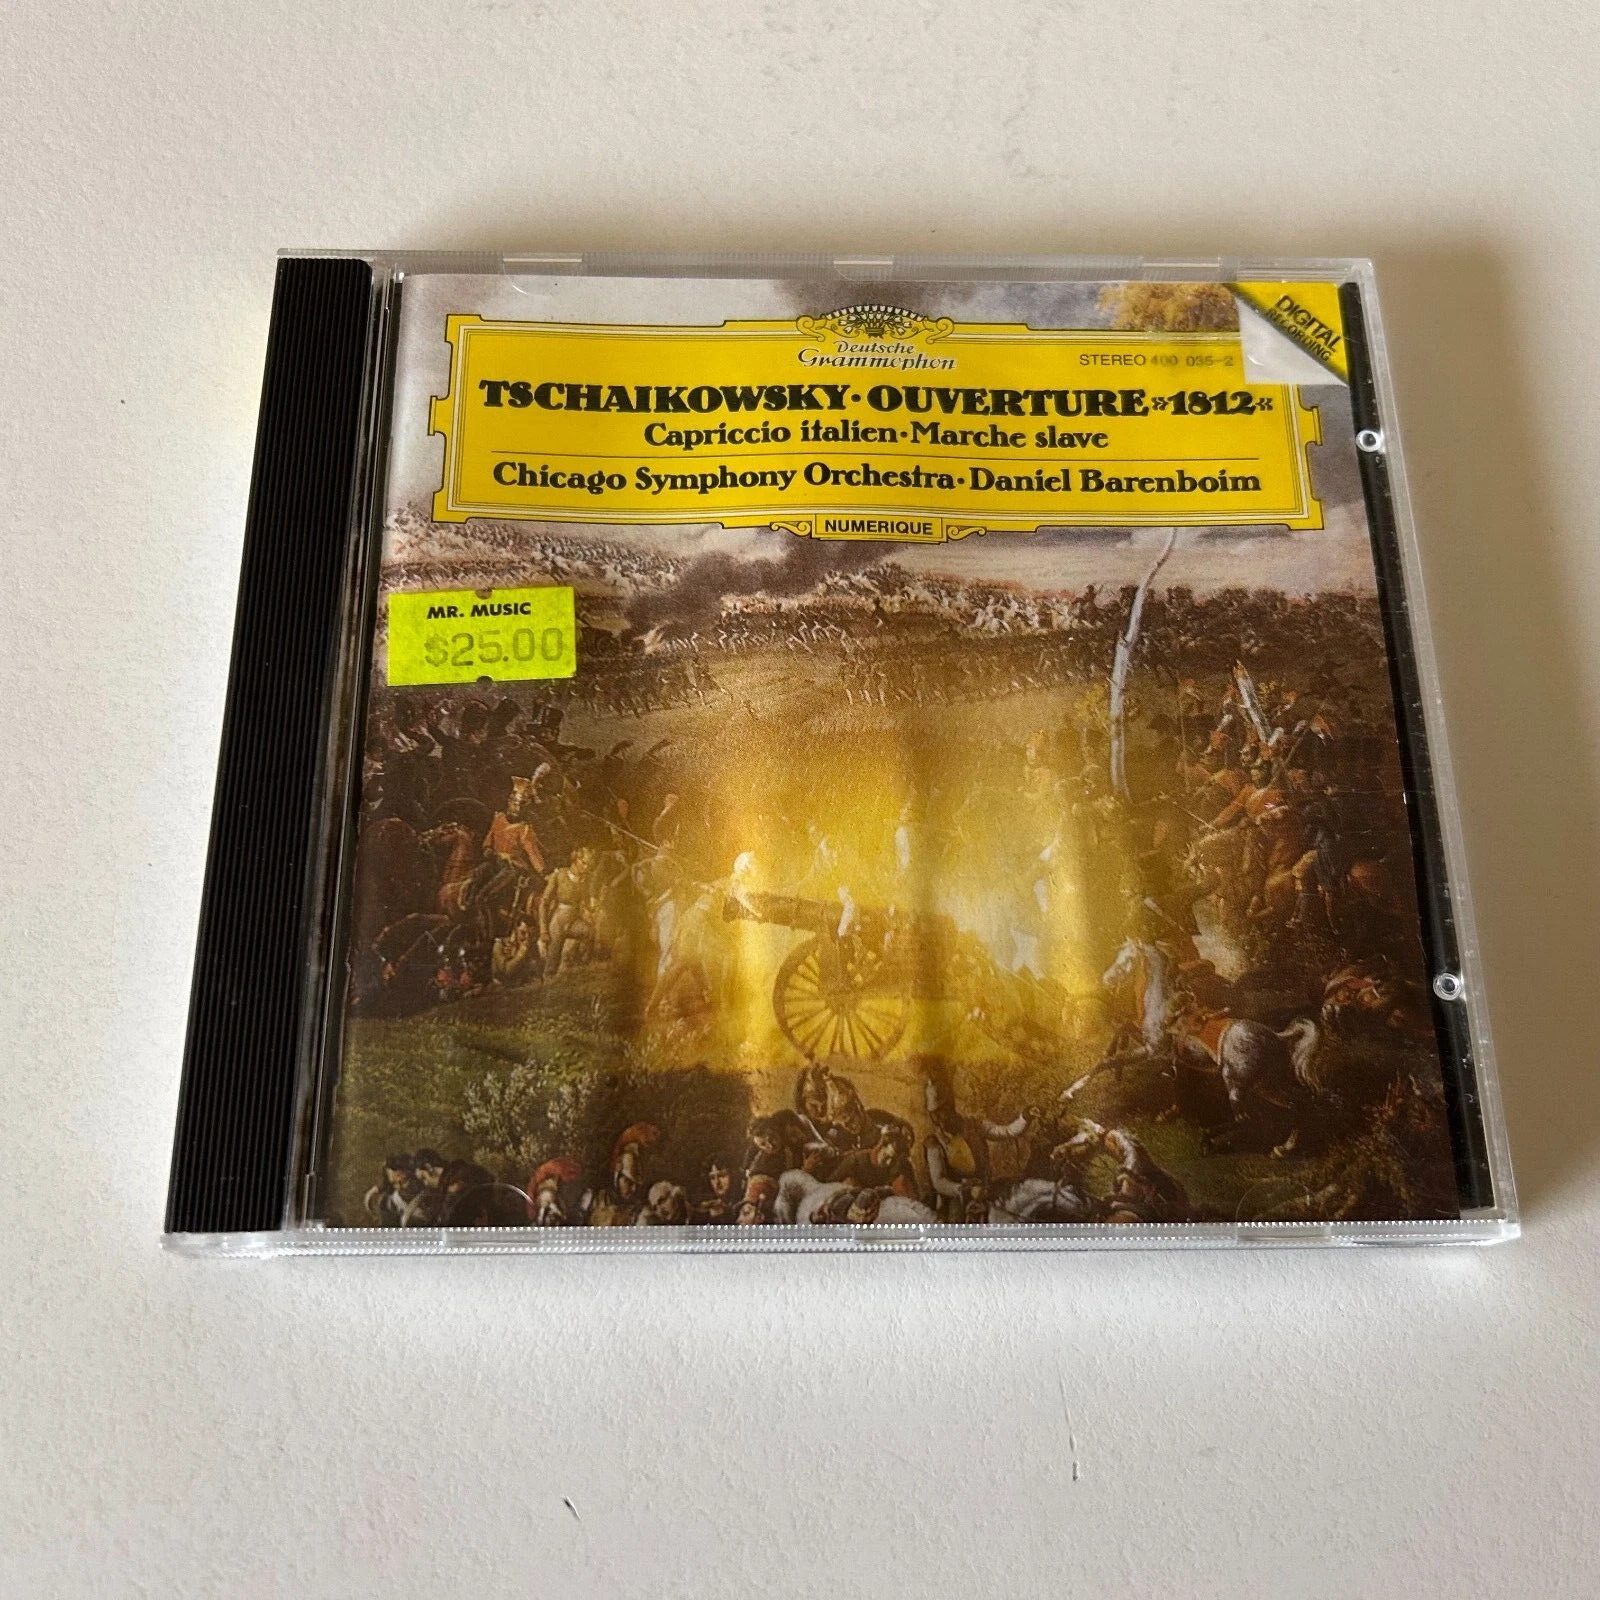 Deutsche
Grammophon
STEREO 400 035-2
DIGITAL
RECORDING
TSCHAIKOWSKY · OUVERTURE »1812«
Capriccio italien · Marche slave
Chicago Symphony Orchestra · Daniel Barenboim
NUMERIQUE
MR. MUSIC
$25.00